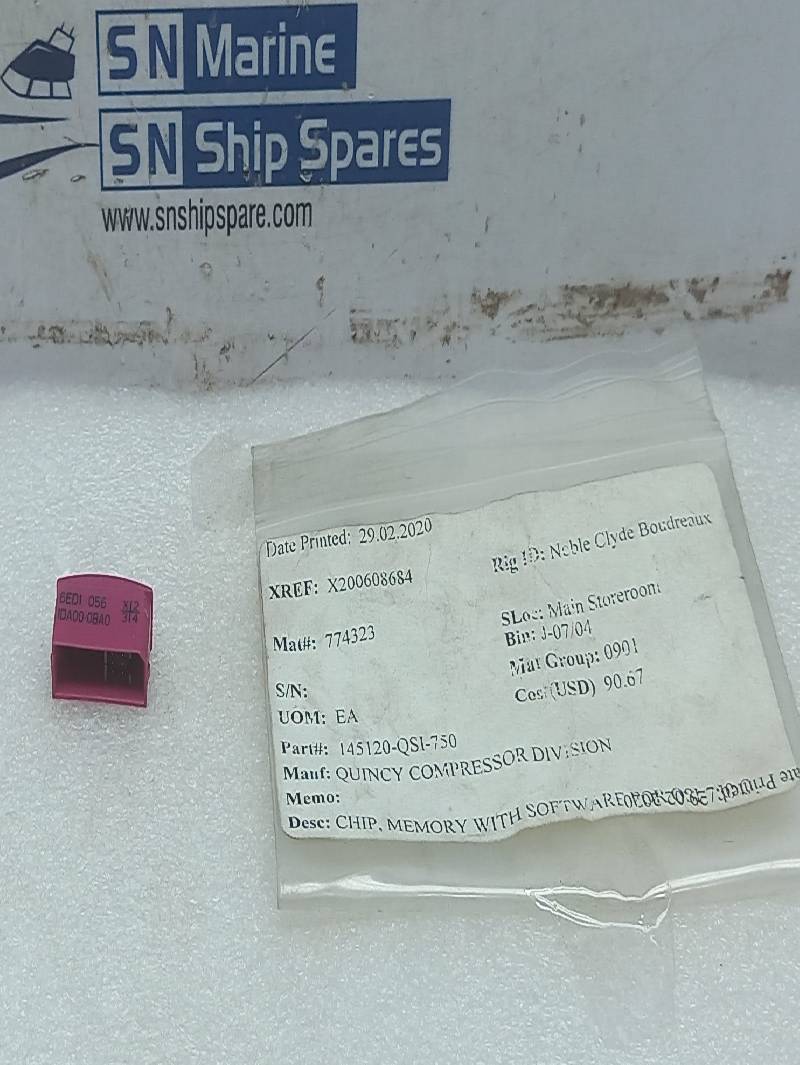 SN Marine
SN Ship Spares
www.snshipspare.com
Date Printed: 29.02.2020
Rig ID: Noble Clyde Boudreaux
XREF: X200608684
SLoc: Main Storeroom
Mat#: 774323
Bin: J-07/04
Mat Group: 0901
S/N:
Cost(USD) 90.67
UOM: EA
Part#: 145120-QSI-750
Manf: QUINCY COMPRESSOR DIVISION
Memo:
Desc: CHIP, MEMORY WITH SOFTWARE
6ED1 056
1DA00-0BA0
X12
314